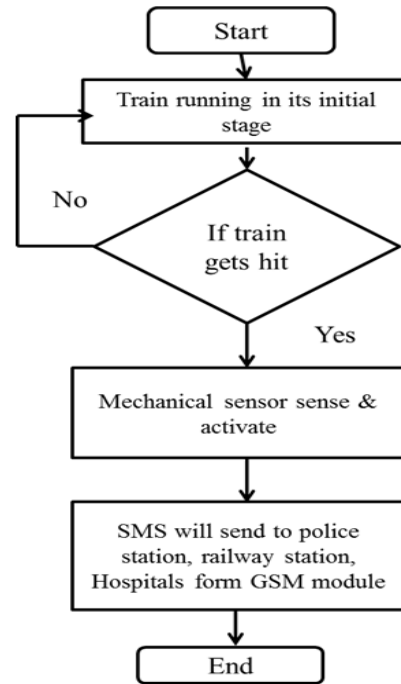 Start
Train running in its initial
stage
No
If train
gets hit
Yes
Mechanical sensor sense &
activate
SMS will send to police
station, railway station,
Hospitals form GSM module
End